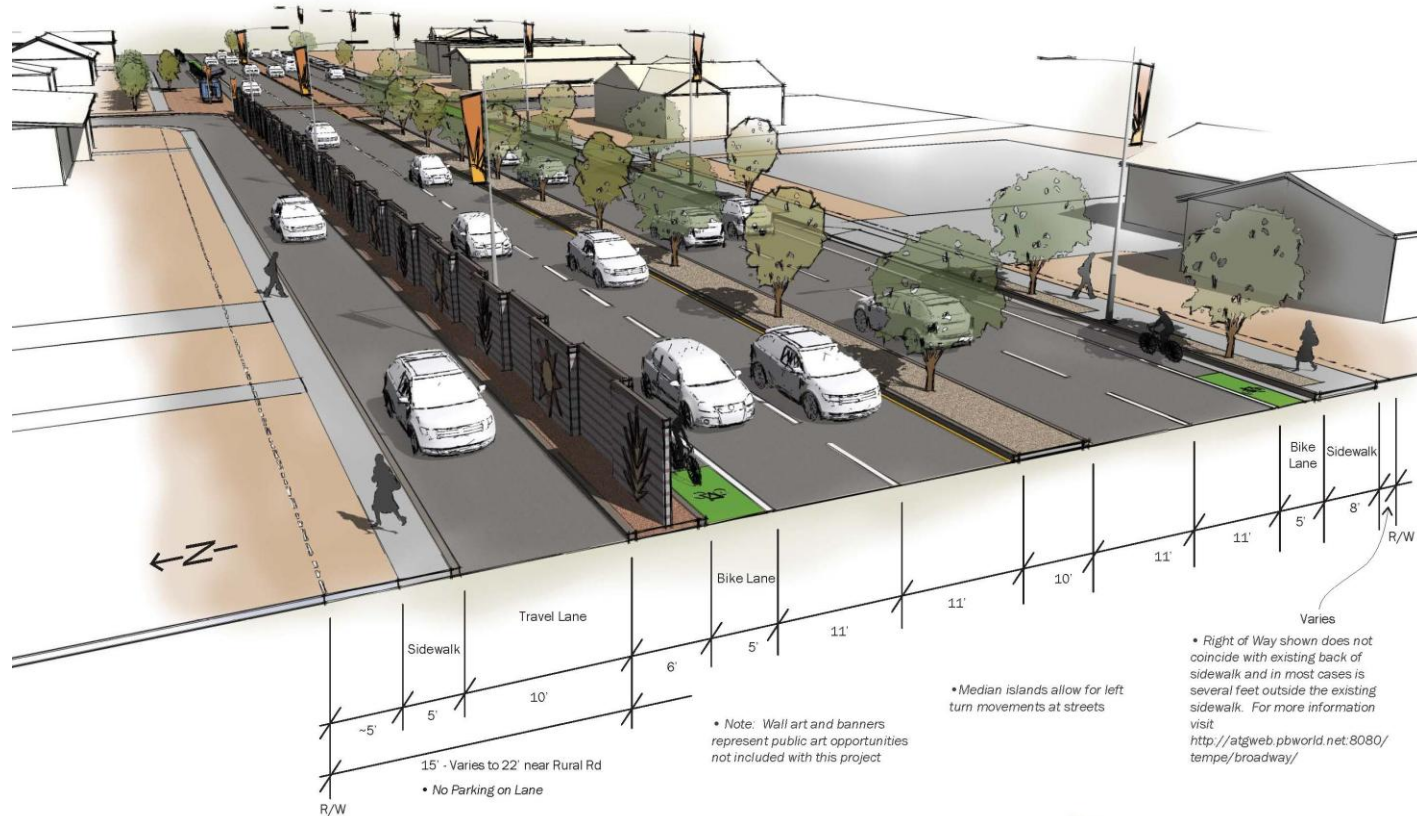 N
Bike
Lane
Sidewalk
5'
8'
R/W
11'
11'
10'
11'
11'
Bike Lane
5'
6'
Travel Lane
10'
Sidewalk
5'
~5'
15' - Varies to 22' near Rural Rd
• No Parking on Lane
R/W
• Note: Wall art and banners
represent public art opportunities
not included with this project
• Median islands allow for left
turn movements at streets
Varies
• Right of Way shown does not
coincide with existing back of
sidewalk and in most cases is
several feet outside the existing
sidewalk. For more information
visit
http://atgweb.pbworld.net:8080/
tempe/broadway/